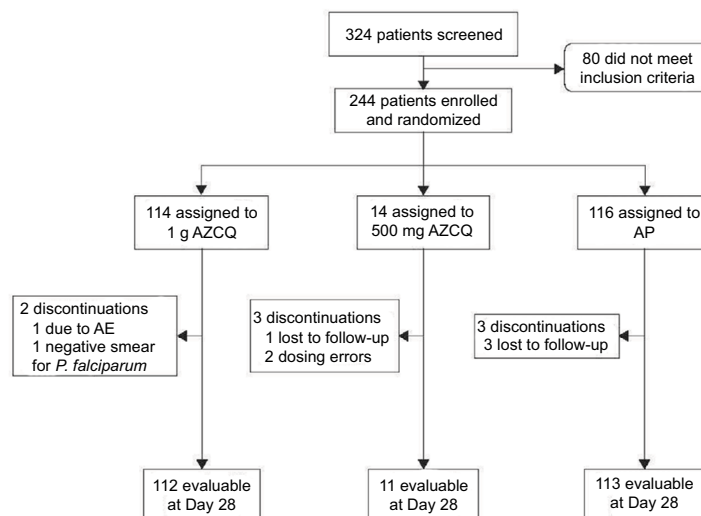 324 patients screened
80 did not meet
inclusion criteria
244 patients enrolled
and randomized
114 assigned to
1 g AZCQ
14 assigned to
500 mg AZCQ
116 assigned to
AP
2 discontinuations
1 due to AE
1 negative smear
for P. falciparum
3 discontinuations
1 lost to follow-up
2 dosing errors
3 discontinuations
3 lost to follow-up
112 evaluable
at Day 28
11 evaluable
at Day 28
113 evaluable
at Day 28